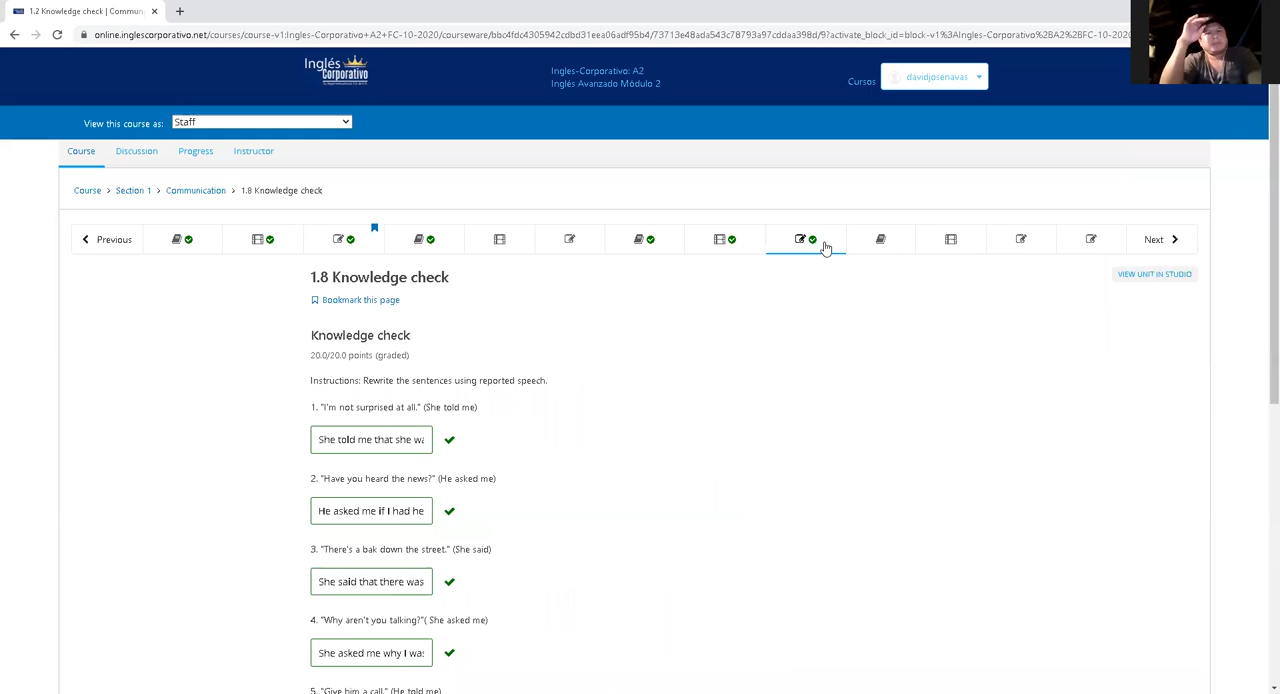 1.2 Knowledge check | Commun
online.inglescorporativo.net/courses/course-v1:Ingles-Corporativo+A2+FC-10-2020/courseware/bbc4fdc4305942cdbd31eea06adf95b4/73713e48ada543c78793a97cddaa398d/9?activate_block_id=block-v1%3AIngles-Corporativo%2BA2%2BFC-10-2020
Inglés
Corporativo
Ingles-Corporativo: A2
Inglés Avanzado Módulo 2
Cursos
davidjosenavas
View this course as:
Staff
Course
Discussion
Progress
Instructor
Course > Section 1 > Communication > 1.8 Knowledge check
Previous
Next
1.8 Knowledge check
VIEW UNIT IN STUDIO
Bookmark this page
Knowledge check
20.0/20.0 points (graded)
Instructions: Rewrite the sentences using reported speech.
1. "I'm not surprised at all." (She told me)
She told me that she wa
2. "Have you heard the news?" (He asked me)
He asked me if I had he
3. "There's a bak down the street." (She said)
She said that there was
4. "Why aren't you talking?"( She asked me)
She asked me why I was
5. "Give him a call." (He told me)